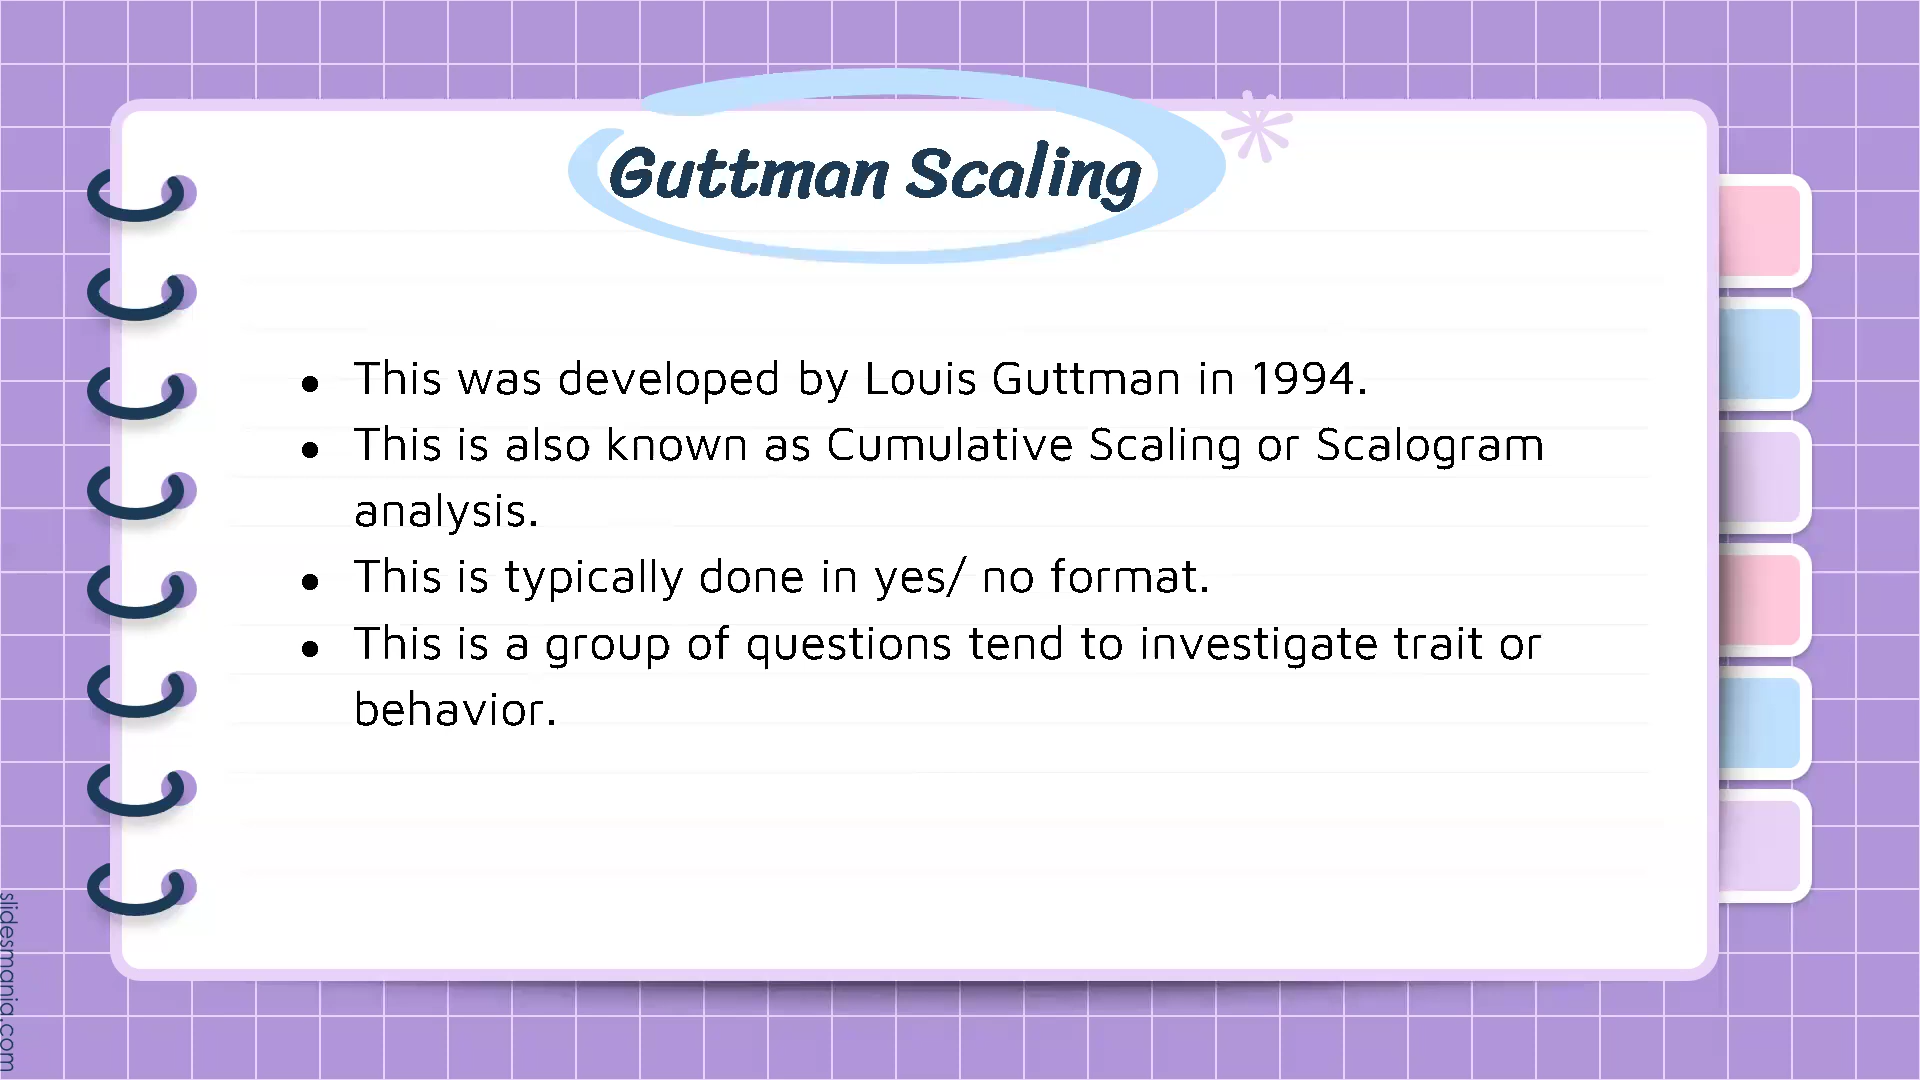 Guttman Scaling
● This was developed by Louis Guttman in 1994.
● This is also known as Cumulative Scaling or Scalogram
analysis.
● This is typically done in yes/ no format.
● This is a group of questions tend to investigate trait or
behavior.
slidesmania.com